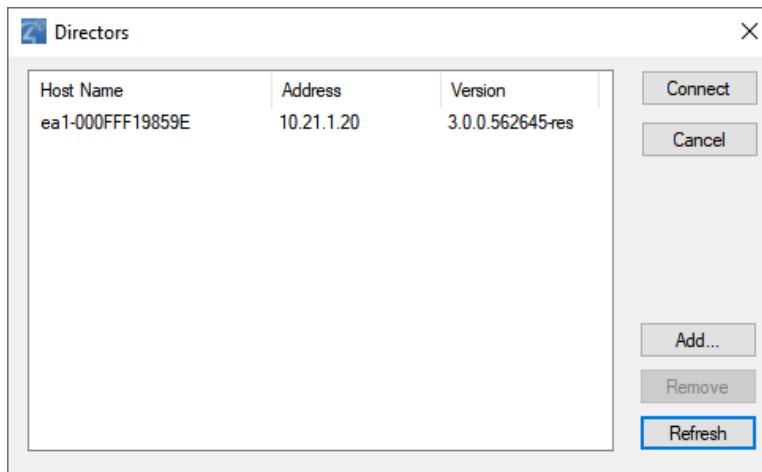 Directors
Host Name Address Version
ea1-000FFF19859E 10.21.1.20 3.0.0.562645-res
Connect
Cancel
Add...
Remove
Refresh